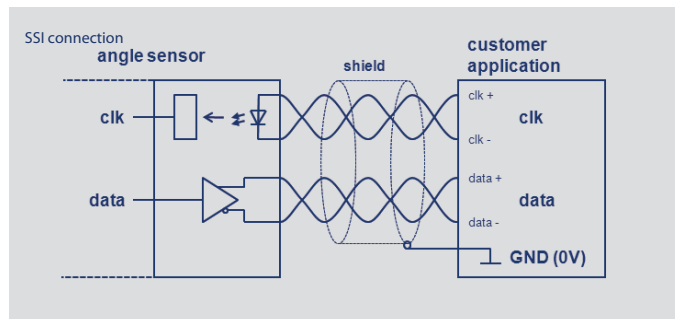 SSI connection
angle sensor
shield
customer
application
clk
clk +
clk
clk -
data
data +
data
data -
GND (0V)